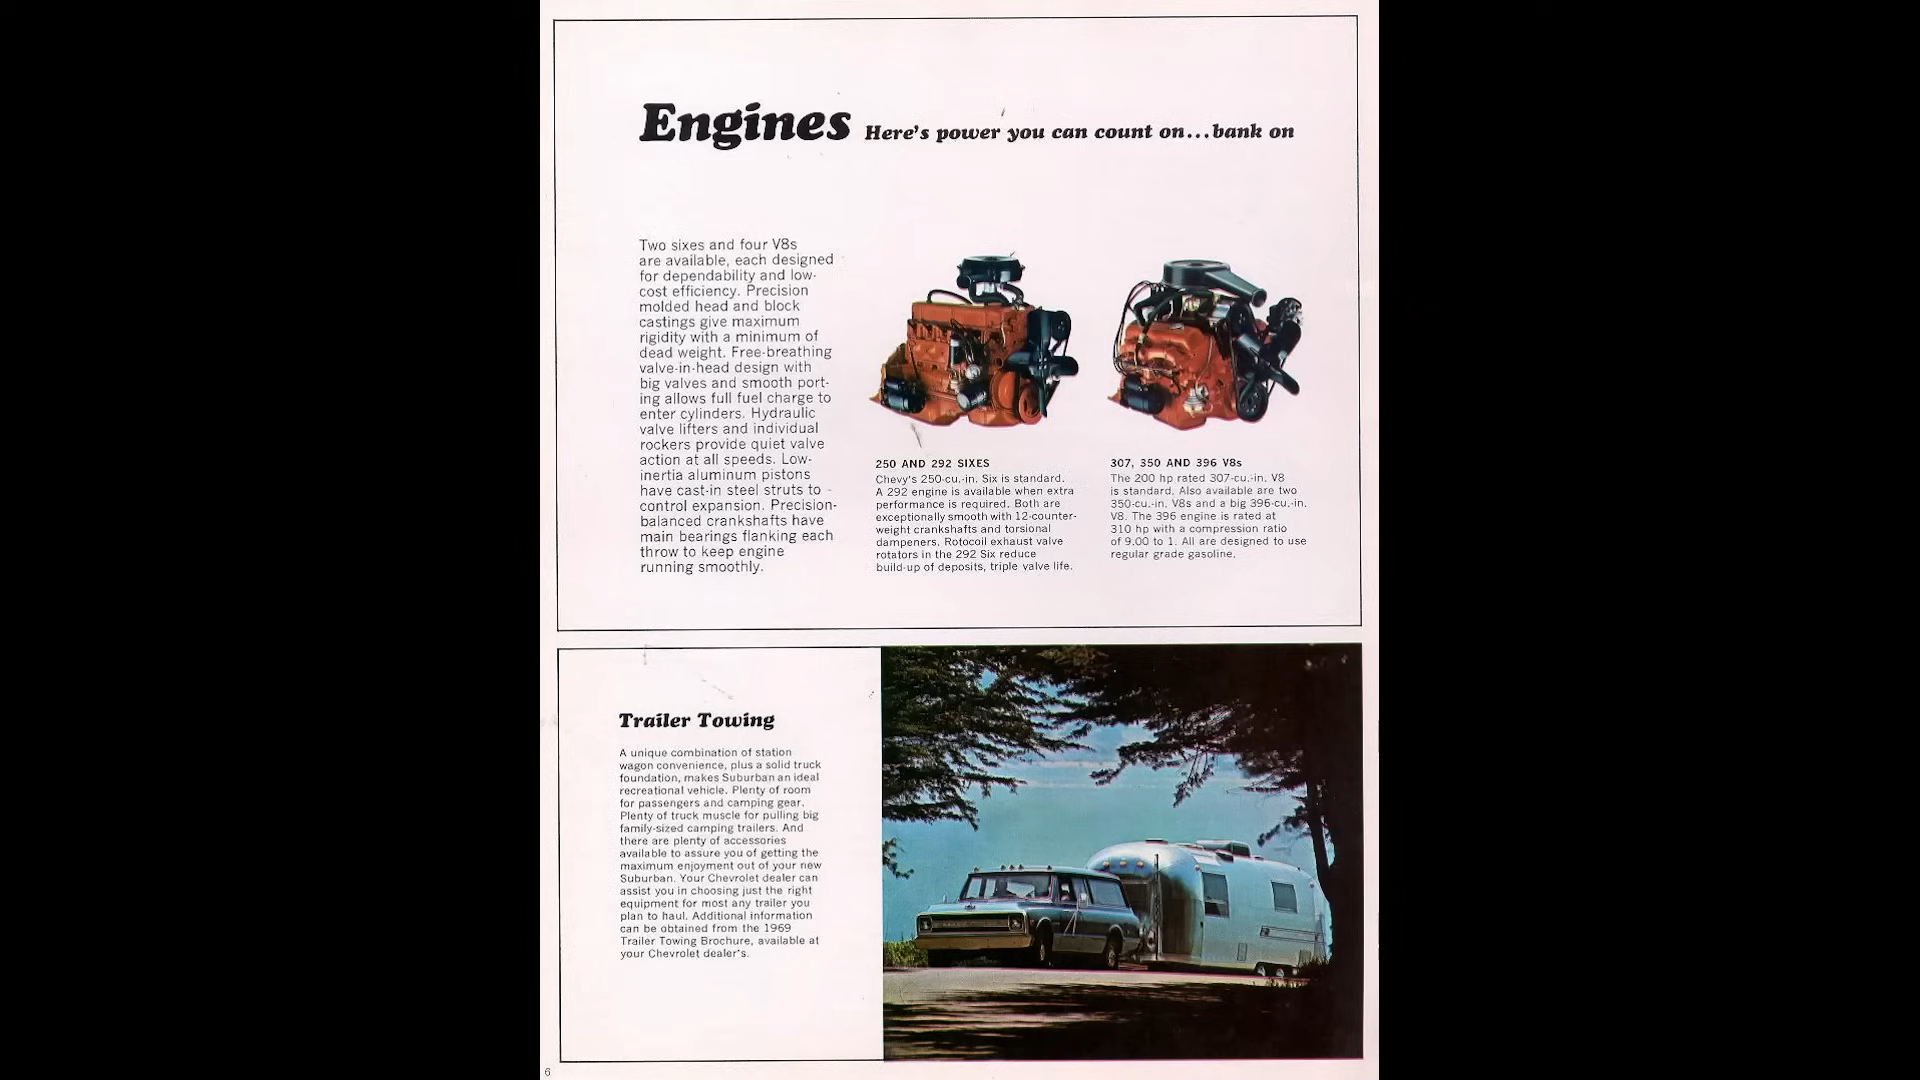 Engines Here's power you can count on...bank on
Two sixes and four V8s
are available, each designed
for dependability and low-
cost efficiency. Precision
molded head and block
castings give maximum
rigidity with a minimum of
dead weight. Free-breathing
valve-in-head design with
big valves and smooth port-
ing allows full fuel charge to
enter cylinders. Hydraulic
valve lifters and individual
rockers provide quiet valve
action at all speeds. Low-
inertia aluminum pistons
have cast-in steel struts to
control expansion. Precision-
balanced crankshafts have
main bearings flanking each
throw to keep engine
running smoothly.
250 AND 292 SIXES
Chevy's 250-cu.-in. Six is standard.
A 292 engine is available when extra
performance is required. Both are
exceptionally smooth with 12-counter-
weight crankshafts and torsional
dampeners. Rotocoil exhaust valve
rotators in the 292 Six reduce
build-up of deposits, triple valve life.
307, 350 AND 396 V8s
The 200 hp rated 307-cu.-in. V8
is standard. Also available are two
350-cu.-in. V8s and a big 396-cu.-in.
V8. The 396 engine is rated at
310 hp with a compression ratio
of 9.00 to 1. All are designed to use
regular grade gasoline.
Trailer Towing
A unique combination of station
wagon convenience, plus a solid truck
foundation, makes Suburban an ideal
recreational vehicle. Plenty of room
for passengers and camping gear.
Plenty of truck muscle for pulling big
family-sized camping trailers. And
there are plenty of accessories
available to assure you of getting the
maximum enjoyment out of your new
Suburban. Your Chevrolet dealer can
assist you in choosing just the right
equipment for most any trailer you
plan to haul. Additional information
can be obtained from the 1969
Trailer Towing Brochure, available at
your Chevrolet dealer's.
6